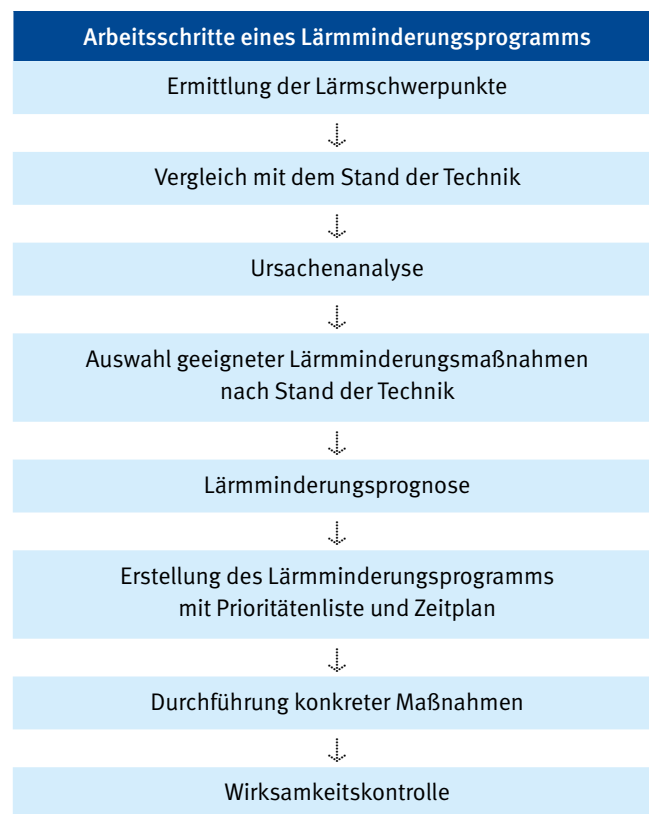 Arbeitsschritte eines Lärmminderungsprogramms
Ermittlung der Lärmschwerpunkte
Vergleich mit dem Stand der Technik
Ursachenanalyse
Auswahl geeigneter Lärmminderungsmaßnahmen
nach Stand der Technik
Lärmminderungsprognose
Erstellung des Lärmminderungsprogramms
mit Prioritätenliste und Zeitplan
Durchführung konkreter Maßnahmen
Wirksamkeitskontrolle